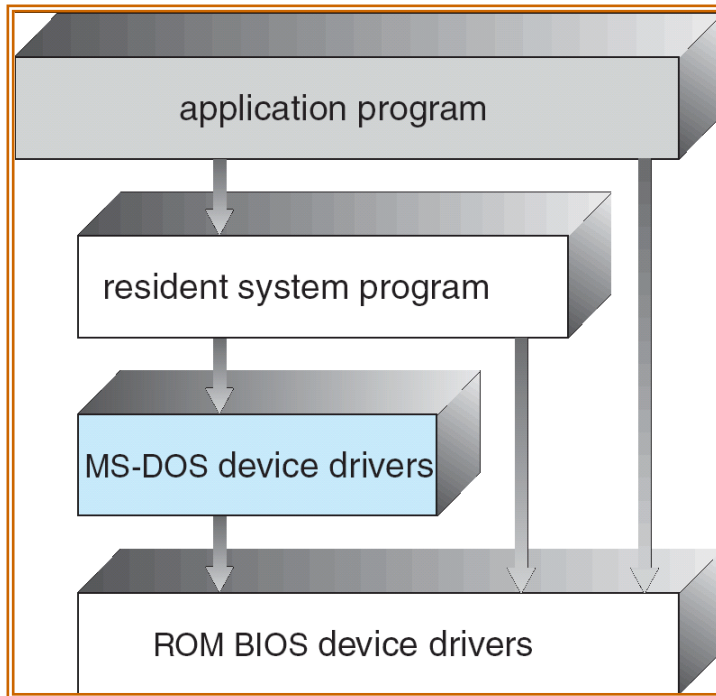 application program
resident system program
MS-DOS device drivers
ROM BIOS device drivers